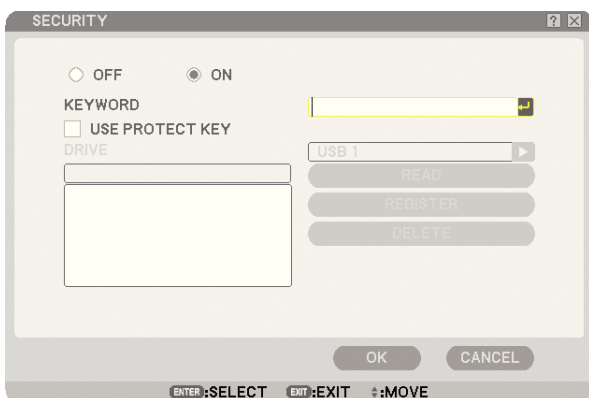 SECURITY ?
OFF ON
KEYWORD
USE PROTECT KEY
DRIVE USB 1
READ
REGISTER
DELETE
OK CANCEL
ENTER:SELECT EXIT:EXIT :MOVE